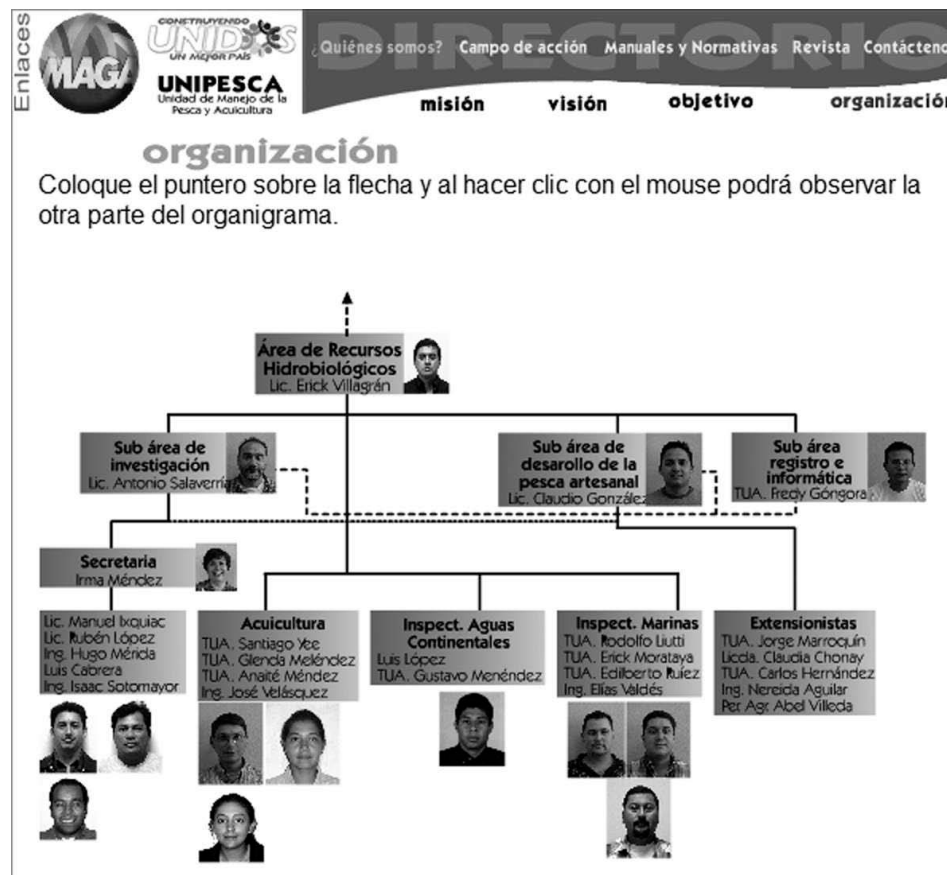 Enlaces
MAGA
CONSTRUYENDO
UNIDOS
UN MEJOR PAÍS
UNIPESCA
Unidad de Manejo de la
Pesca y Acuicultura
DIRECTORIO
¿Quiénes somos? Campo de acción Manuales y Normativas Revista Contácteno
misión visión objetivo organización
organización
Coloque el puntero sobre la flecha y al hacer clic con el mouse podrá observar la
otra parte del organigrama.
Área de Recursos
Hidrobiológicos
Lic. Erick Villagrán
Sub área de
investigación
Lic. Antonio Salaverría
Sub área de
desarollo de la
pesca artesanal
Lic. Claudio González
Sub área
registro e
informática
TUA. Fredy Góngora
Secretaria
Irma Méndez
Lic. Manuel Ixquiac
Lic. Rubén López
Ing. Hugo Mérida
Luis Cabrera
Ing. Isaac Sotomayor
Acuicultura
TUA. Santiago Yee
TUA. Glenda Meléndez
TUA. Anaité Méndez
Ing. José Velásquez
Inspect. Aguas
Continentales
Luis López
TUA. Gustavo Menéndez
Inspect. Marinas
TUA. Rodolfo Liutti
TUA. Erick Morataya
TUA. Edilberto Ruíez
Ing. Elías Valdés
Extensionistas
TUA. Jorge Marroquín
Licda. Claudia Chonay
TUA. Carlos Hernández
Ing. Nereida Aguilar
Per. Agr. Abel Villeda